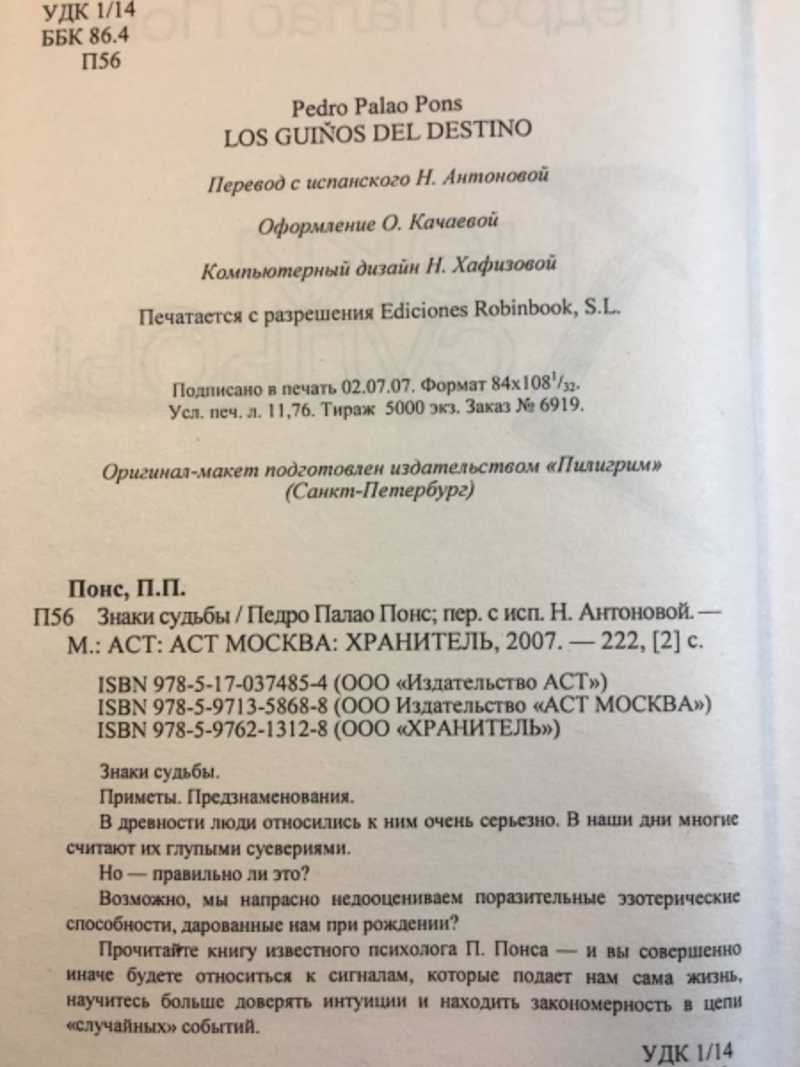 УДК 1/14
ББК 86.4
П56
Pedro Palao Pons
LOS GUIÑOS DEL DESTINO
Перевод с испанского Н. Антоновой
Оформление О. Качаевой
Компьютерный дизайн Н. Хафизовой
Печатается с разрешения Ediciones Robinbook, S.L.
Подписано в печать 02.07.07. Формат 84x108¹/₃₂.
Усл. печ. л. 11,76. Тираж 5000 экз. Заказ № 6919.
Оригинал-макет подготовлен издательством «Пилигрим»
(Санкт-Петербург)
Понс, П.П.
П56 Знаки судьбы / Педро Палао Понс; пер. с исп. Н. Антоновой. —
М.: АСТ: АСТ МОСКВА: ХРАНИТЕЛЬ, 2007. — 222, [2] с.
ISBN 978-5-17-037485-4 (ООО «Издательство АСТ»)
ISBN 978-5-9713-5868-8 (ООО Издательство «АСТ МОСКВА»)
ISBN 978-5-9762-1312-8 (ООО «ХРАНИТЕЛЬ»)
Знаки судьбы.
Приметы. Предзнаменования.
В древности люди относились к ним очень серьезно. В наши дни многие
считают их глупыми суевериями.
Но — правильно ли это?
Возможно, мы напрасно недооцениваем поразительные эзотерические
способности, дарованные нам при рождении?
Прочитайте книгу известного психолога П. Понса — и вы совершенно
иначе будете относиться к сигналам, которые подает нам сама жизнь,
научитесь больше доверять интуиции и находить закономерность в цепи
«случайных» событий.
УДК 1/14